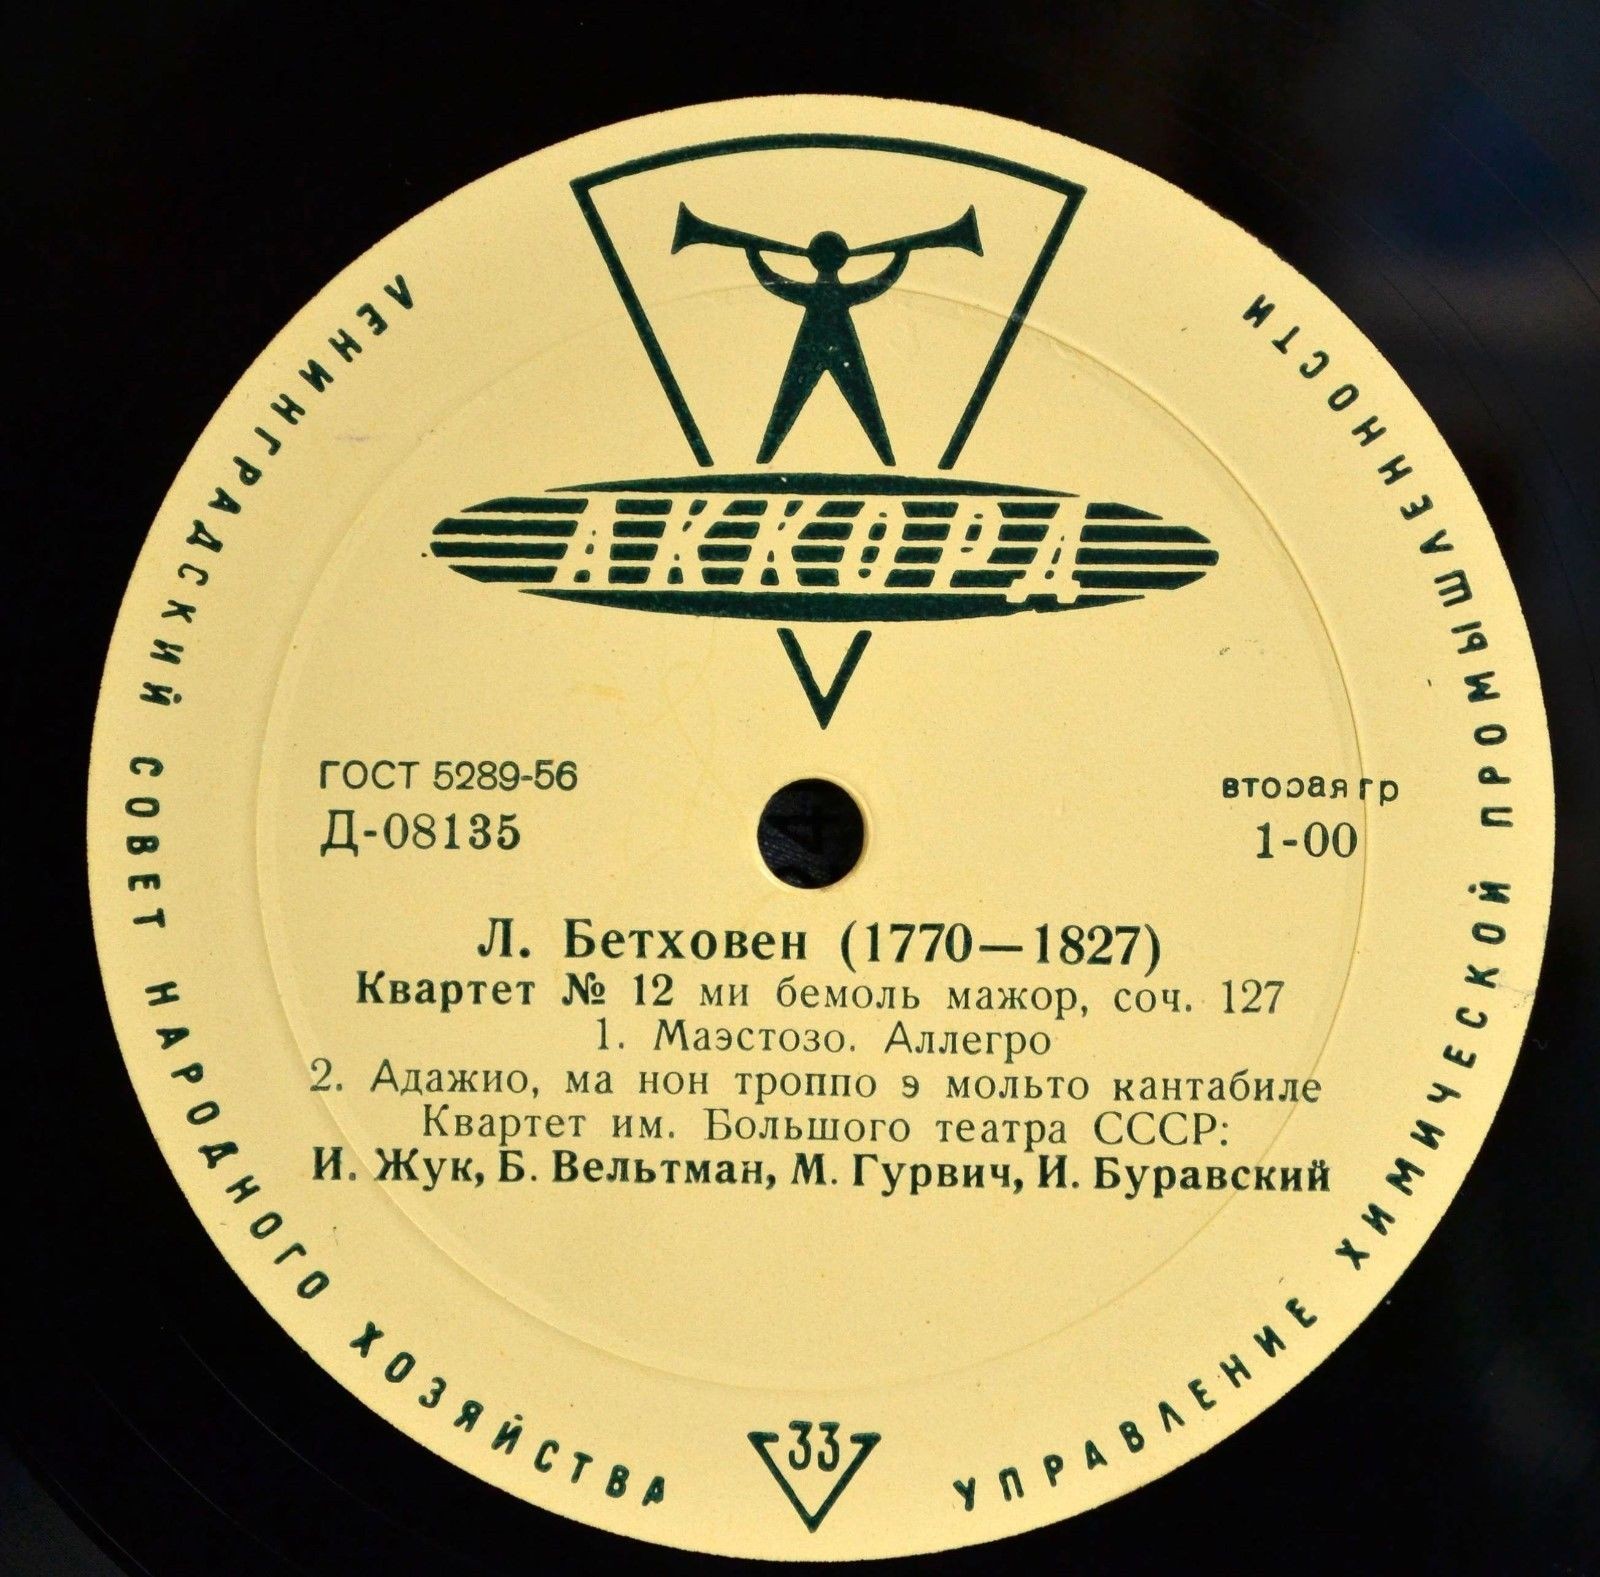 АККОРД
ГОСТ 5289-56
Д-08135
вторая гр
1-00
Л. Бетховен (1770—1827)
Квартет № 12 ми бемоль мажор, соч. 127
1. Маэстозо. Аллегро
2. Адажио, ма нон троппо э мольто кантабиле
Квартет им. Большого театра СССР:
И. Жук, Б. Вельтман, М. Гурвич, И. Буравский
33
ЛЕНИНГРАДСКИЙ СОВЕТ НАРОДНОГО ХОЗЯЙСТВА
УПРАВЛЕНИЕ ХИМИЧЕСКОЙ ПРОМЫШЛЕННОСТИ